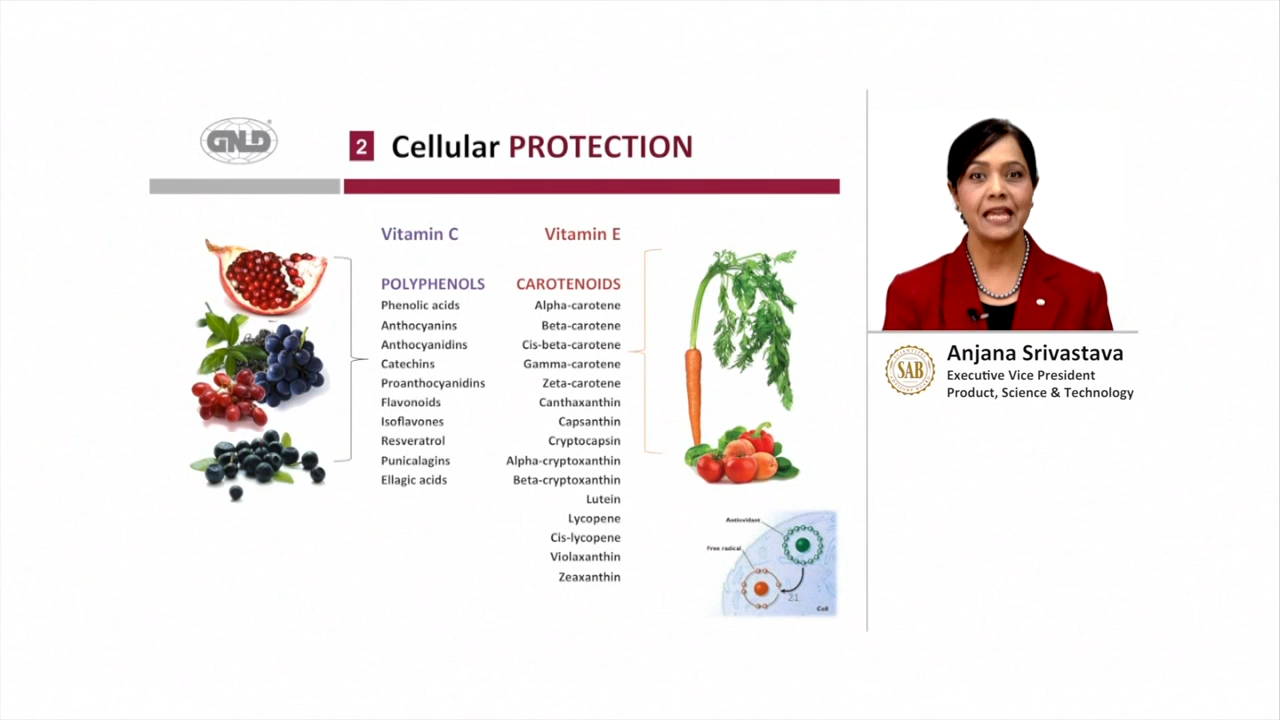 GNLD
2 Cellular PROTECTION
Vitamin C
POLYPHENOLS
Phenolic acids
Anthocyanins
Anthocyanidins
Catechins
Proanthocyanidins
Flavonoids
Isoflavones
Resveratrol
Punicalagins
Ellagic acids
Vitamin E
CAROTENOIDS
Alpha-carotene
Beta-carotene
Cis-beta-carotene
Gamma-carotene
Zeta-carotene
Canthaxanthin
Capsanthin
Cryptocapsin
Alpha-cryptoxanthin
Beta-cryptoxanthin
Lutein
Lycopene
Cis-lycopene
Violaxanthin
Zeaxanthin
Antioxidant
Free radical
21
Cell
SAB
Anjana Srivastava
Executive Vice President
Product, Science & Technology